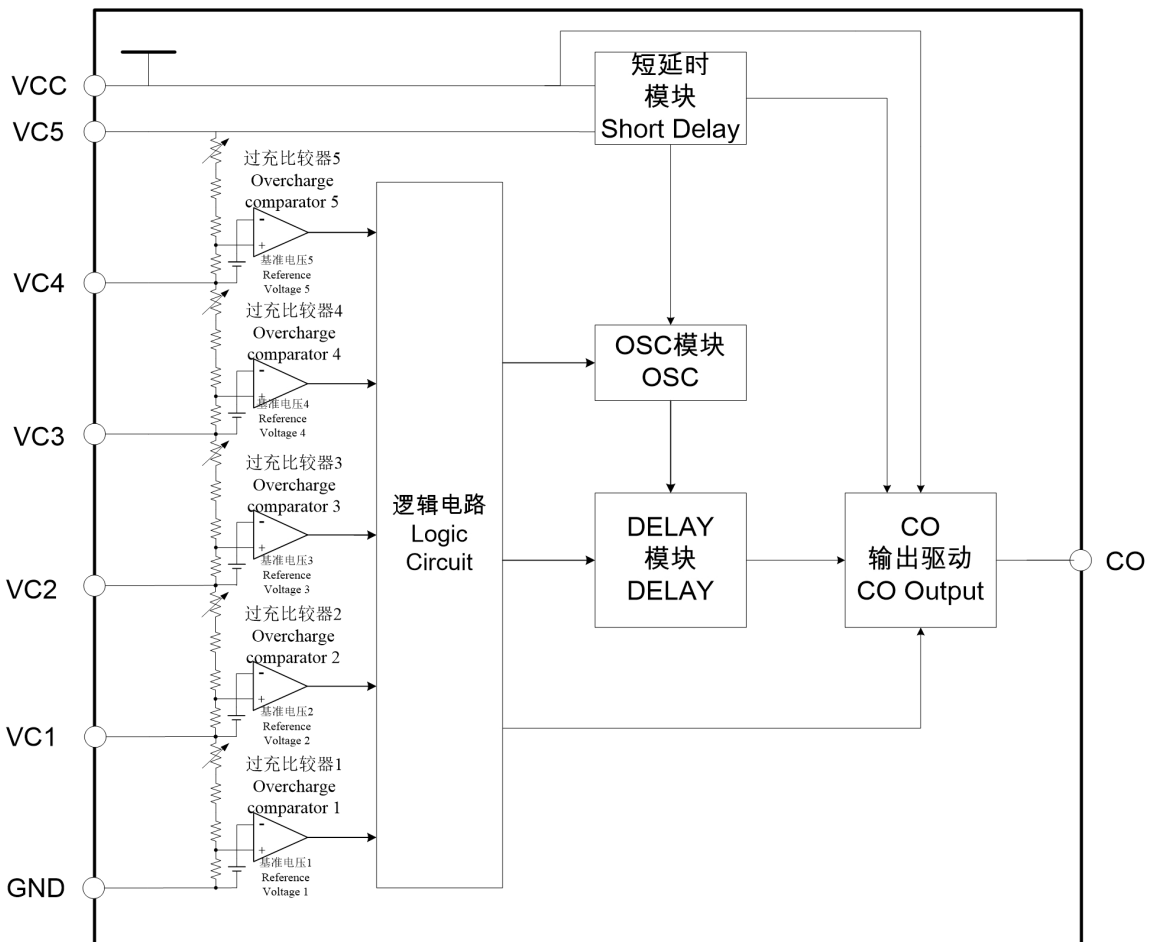 VCC
VC5
VC4
VC3
VC2
VC1
GND
过充比较器5
Overcharge
comparator 5
-
+
基准电压5
Reference
Voltage 5
过充比较器4
Overcharge
comparator 4
-
+
基准电压4
Reference
Voltage 4
过充比较器3
Overcharge
comparator 3
-
+
基准电压3
Reference
Voltage 3
过充比较器2
Overcharge
comparator 2
-
+
基准电压2
Reference
Voltage 2
过充比较器1
Overcharge
comparator 1
-
+
基准电压1
Reference
Voltage 1
逻辑电路
Logic
Circuit
短延时
模块
Short Delay
OSC模块
OSC
DELAY
模块
DELAY
CO
输出驱动
CO Output
CO